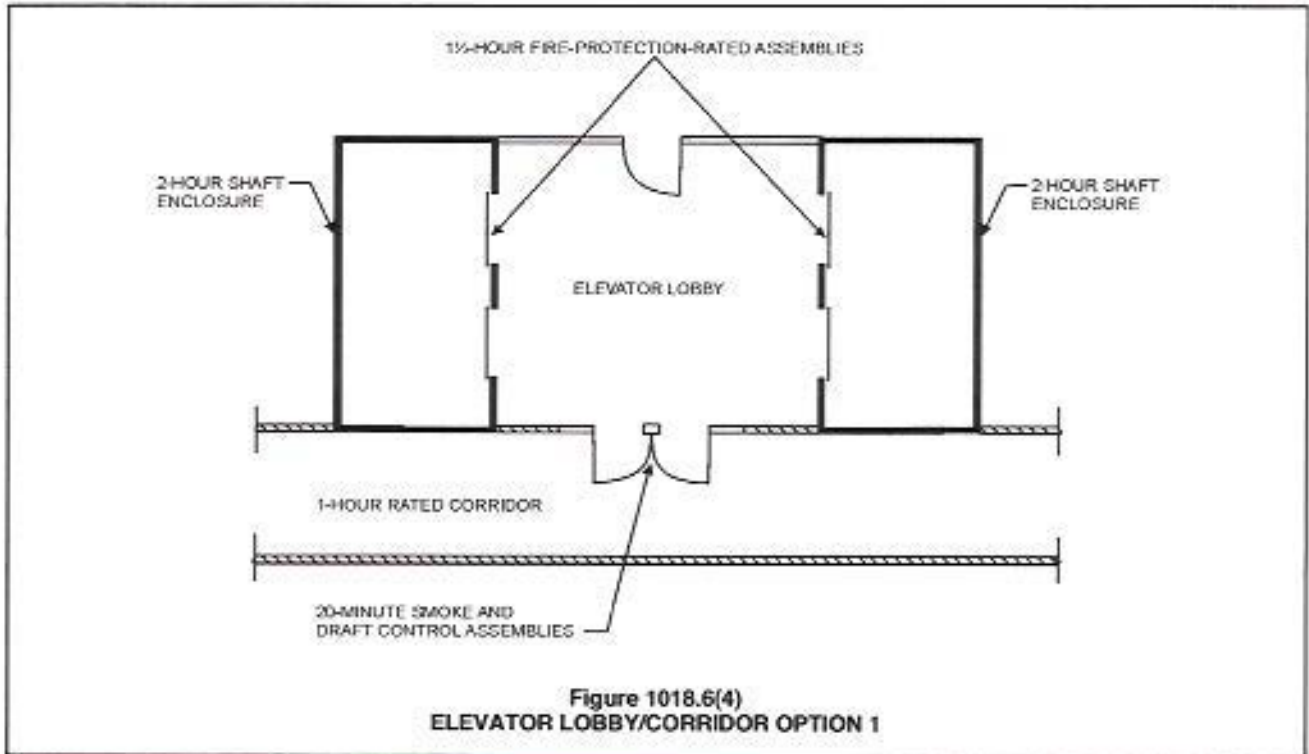 1½-HOUR FIRE-PROTECTION-RATED ASSEMBLIES
2-HOUR SHAFT
ENCLOSURE
2-HOUR SHAFT
ENCLOSURE
ELEVATOR LOBBY
1-HOUR RATED CORRIDOR
20-MINUTE SMOKE AND
DRAFT CONTROL ASSEMBLIES
Figure 1018.6(4)
ELEVATOR LOBBY/CORRIDOR OPTION 1